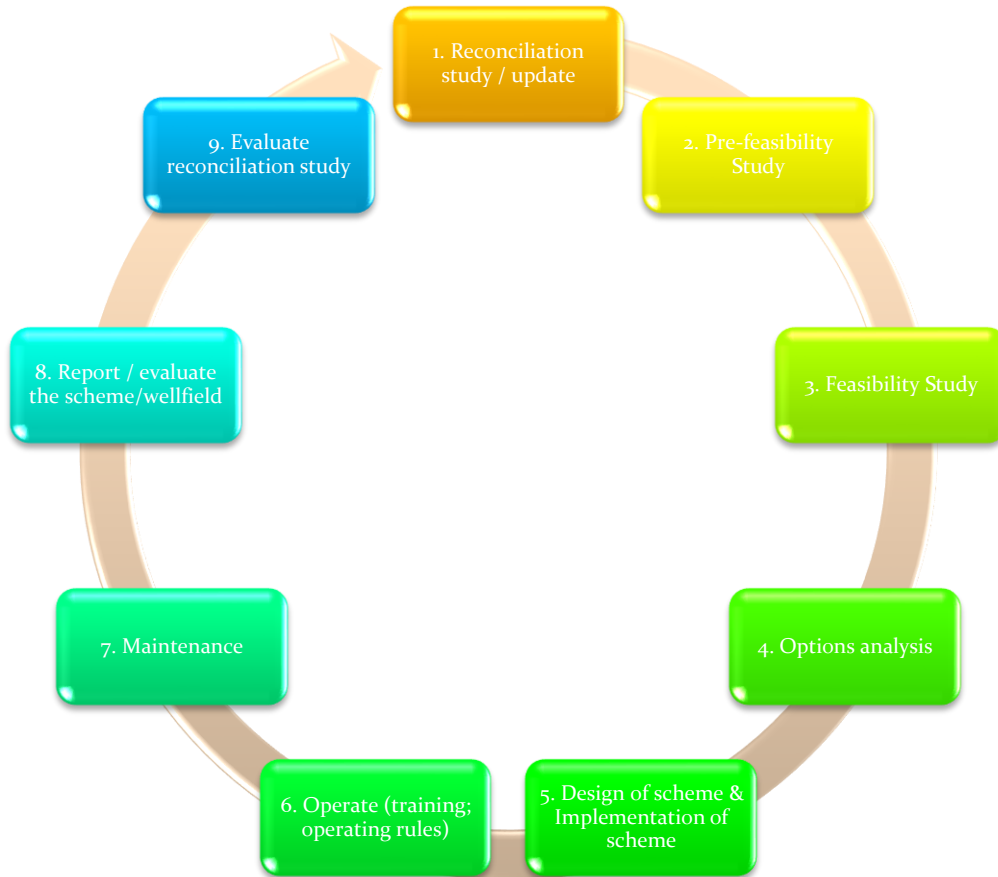 1. Reconciliation
study / update
2. Pre-feasibility
Study
3. Feasibility Study
4. Options analysis
5. Design of scheme &
Implementation of
scheme
6. Operate (training;
operating rules)
7. Maintenance
8. Report / evaluate
the scheme/wellfield
9. Evaluate
reconciliation study